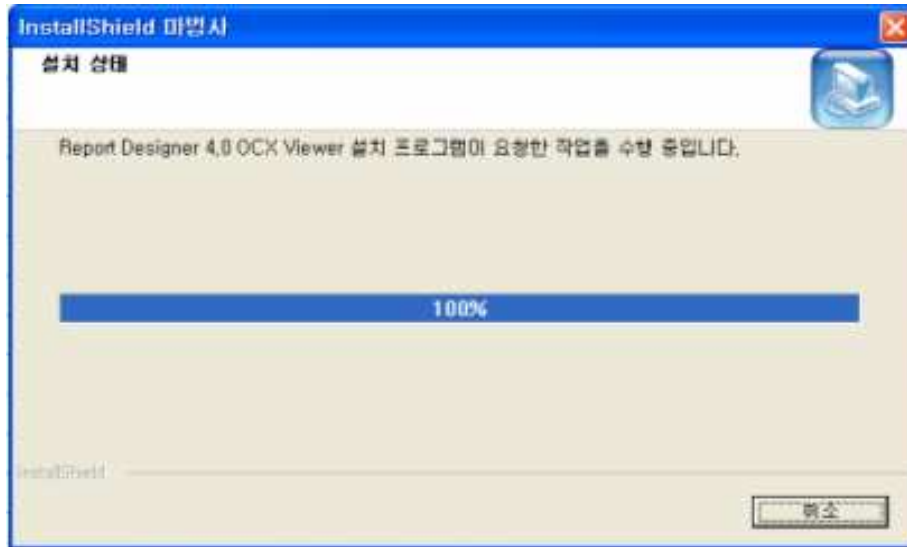 InstallShield 마법사
설치 상태
Report Designer 4.0 OCX Viewer 설치 프로그램이 요청한 작업을 수행 중입니다.
100%
InstallShield
취소